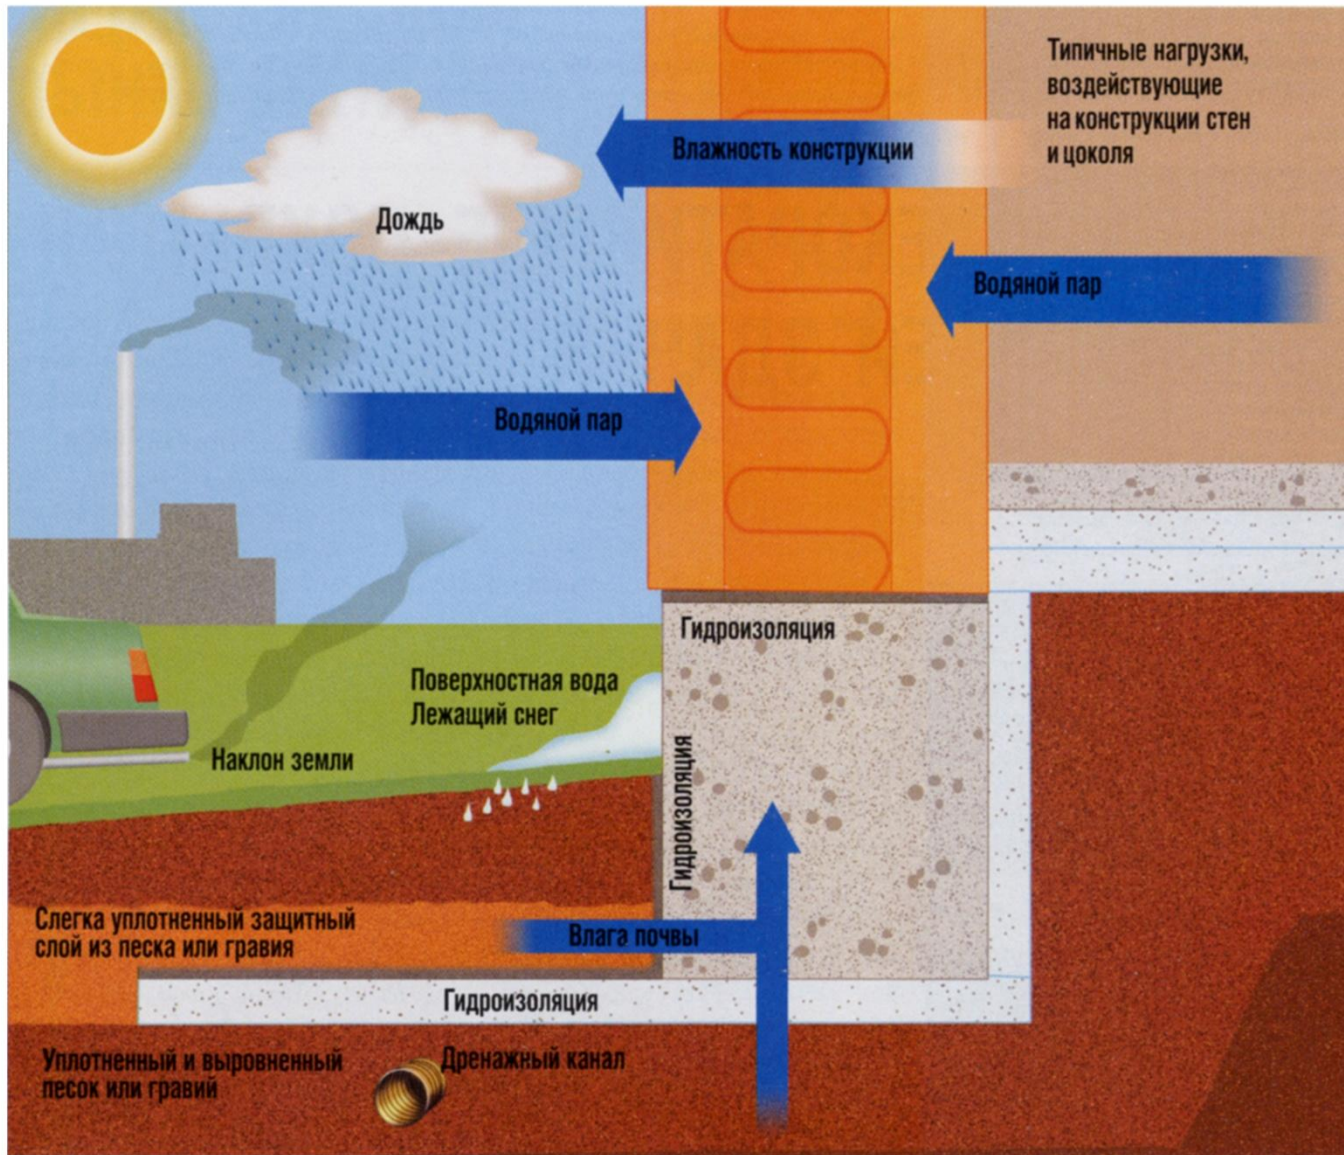 Типичные нагрузки,
воздействующие
на конструкции стен
и цоколя
Влажность конструкции
Дождь
Водяной пар
Водяной пар
Гидроизоляция
Поверхностная вода
Лежащий снег
Наклон земли
Гидроизоляция
Слегка уплотненный защитный
слой из песка или гравия
Влага почвы
Гидроизоляция
Уплотненный и выровненный
песок или гравий
Дренажный канал